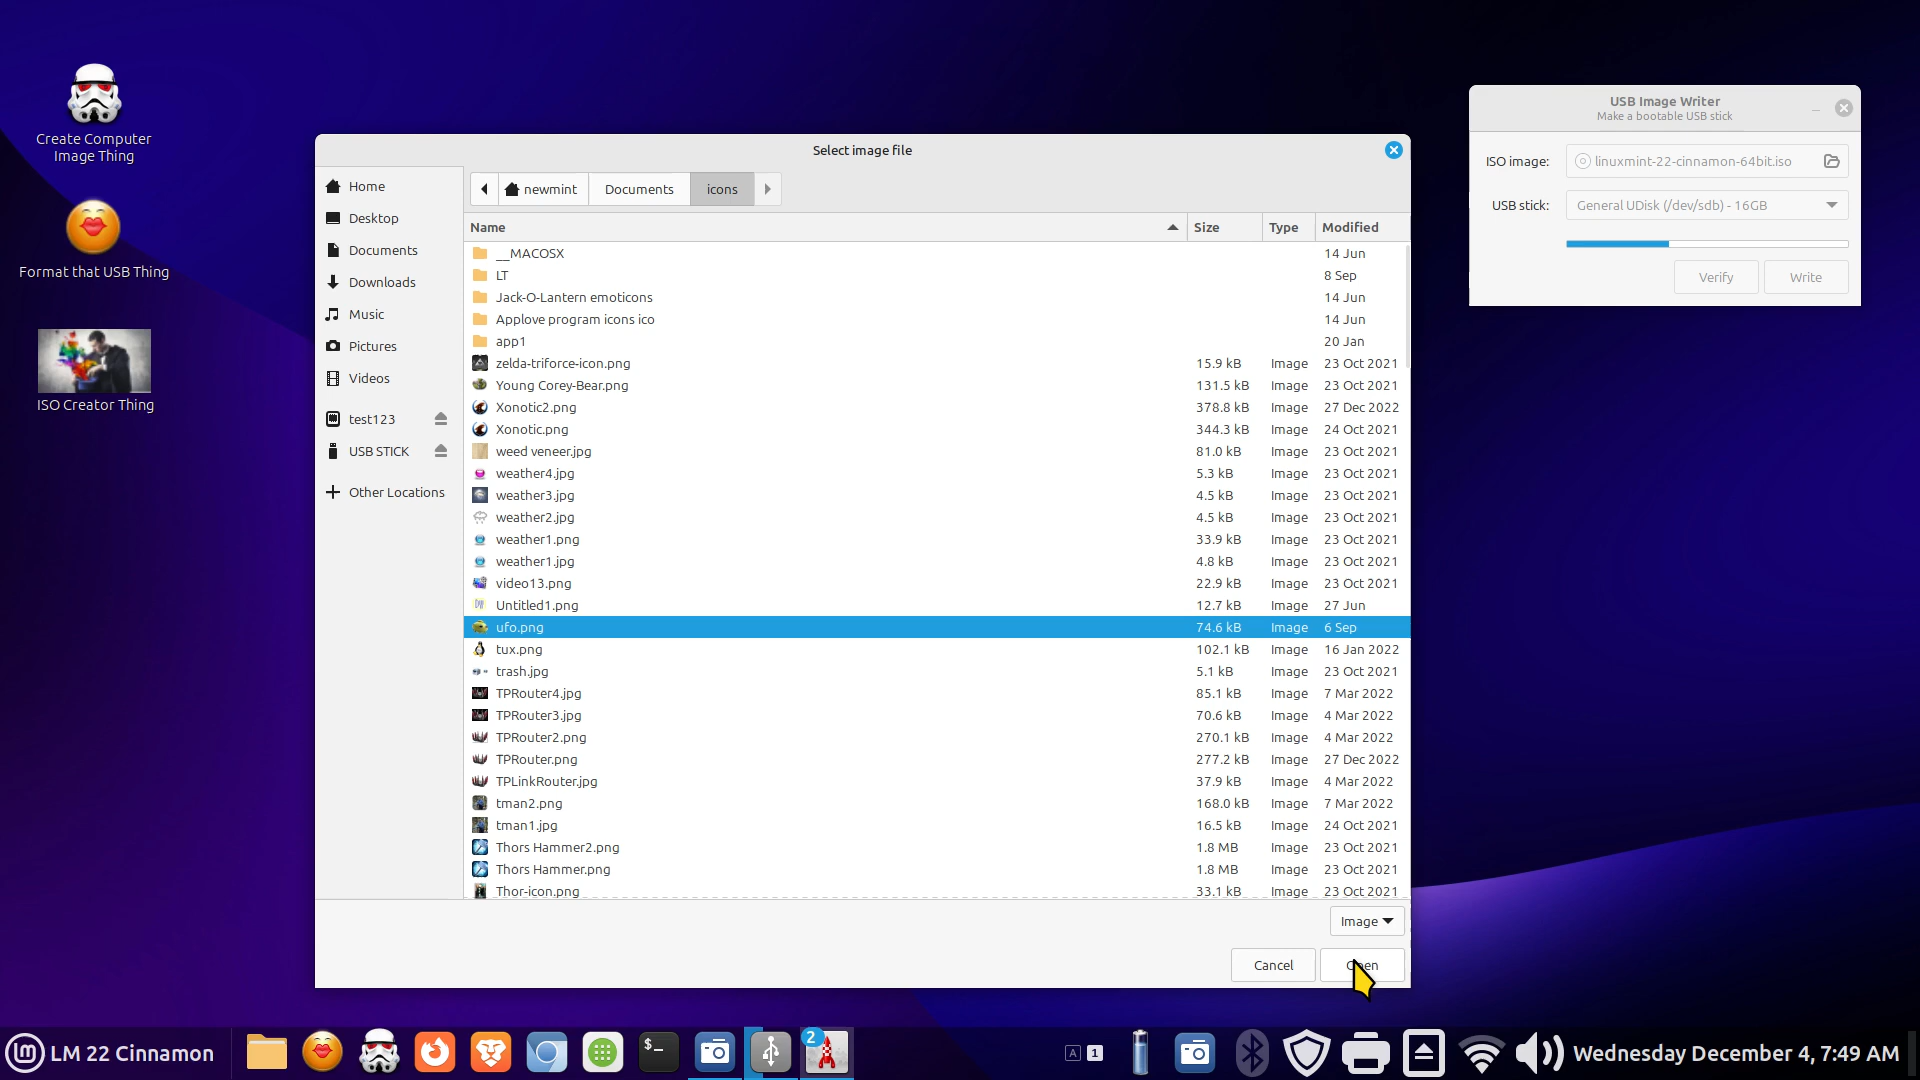 Create Computer
Image Thing
Format that USB Thing
ISO Creator Thing
Select image file
Home
Desktop
Documents
Downloads
Music
Pictures
Videos
test123
USB STICK
Other Locations
newmint Documents icons
Name Size Type Modified
__MACOSX 14 Jun
LT 8 Sep
Jack-O-Lantern emoticons 14 Jun
Applove program icons ico 14 Jun
app1 20 Jan
zelda-triforce-icon.png 15.9 kB Image 23 Oct 2021
Young Corey-Bear.png 131.5 kB Image 23 Oct 2021
Xonotic2.png 378.8 kB Image 27 Dec 2022
Xonotic.png 344.3 kB Image 24 Oct 2021
weed veneer.jpg 81.0 kB Image 23 Oct 2021
weather4.jpg 5.3 kB Image 23 Oct 2021
weather3.jpg 4.5 kB Image 23 Oct 2021
weather2.jpg 4.5 kB Image 23 Oct 2021
weather1.png 33.9 kB Image 23 Oct 2021
weather1.jpg 4.8 kB Image 23 Oct 2021
video13.png 22.9 kB Image 23 Oct 2021
Untitled1.png 12.7 kB Image 27 Jun
ufo.png 74.6 kB Image 6 Sep
tux.png 102.1 kB Image 16 Jan 2022
trash.jpg 5.1 kB Image 23 Oct 2021
TPRouter4.jpg 85.1 kB Image 7 Mar 2022
TPRouter3.jpg 70.6 kB Image 4 Mar 2022
TPRouter2.png 270.1 kB Image 4 Mar 2022
TPRouter.png 277.2 kB Image 27 Dec 2022
TPLinkRouter.jpg 37.9 kB Image 4 Mar 2022
tman2.png 168.0 kB Image 7 Mar 2022
tman1.jpg 16.5 kB Image 24 Oct 2021
Thors Hammer2.png 1.8 MB Image 23 Oct 2021
Thors Hammer.png 1.8 MB Image 23 Oct 2021
Thor-icon.png 33.1 kB Image 23 Oct 2021
Image
Cancel Open
USB Image Writer
Make a bootable USB stick
ISO image: linuxmint-22-cinnamon-64bit.iso
USB stick: General UDisk (/dev/sdb) - 16GB
Verify Write
LM 22 Cinnamon 2 A 1 Wednesday December 4, 7:49 AM